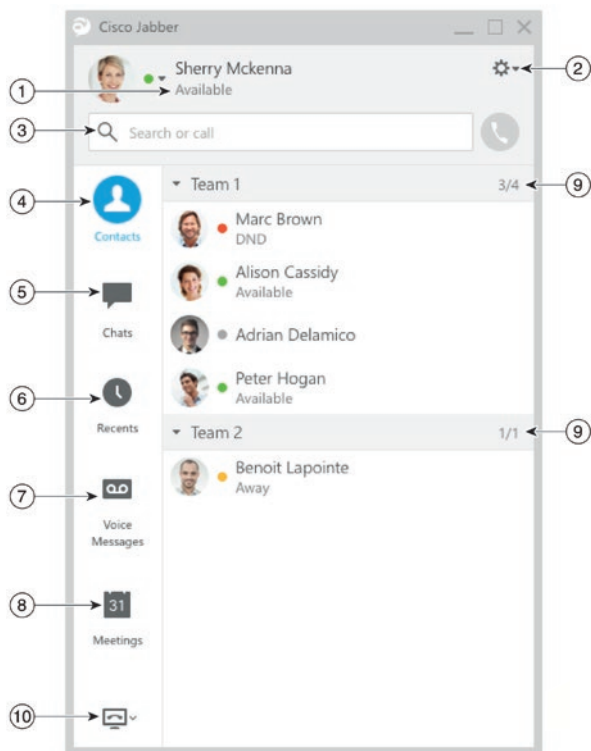 Cisco Jabber
Sherry Mckenna
② 
① Available
③ Search or call
④ Team 1 3/4 ⑨
Contacts
Marc Brown
DND
⑤ Alison Cassidy
Available
Chats
Adrian Delamico
⑥ Peter Hogan
Available
Recents
Team 2 1/1 ⑨
⑦ Benoit Lapointe
Away
Voice
Messages
⑧ 31
Meetings
⑩